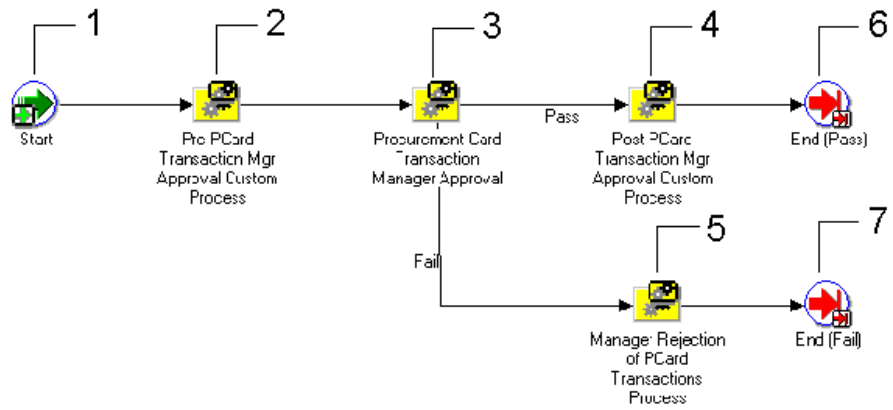 1
2
3
4
6
Start
Pre PCard
Transaction Mgr
Approval Custom
Process
Procurement Card
Transaction
Manager Approval
Pass
Post PCard
Transaction Mgr
Approval Custom
Process
End (Pass)
Fail
5
7
Manager Rejection
of PCard
Transactions
Process
End (Fail)